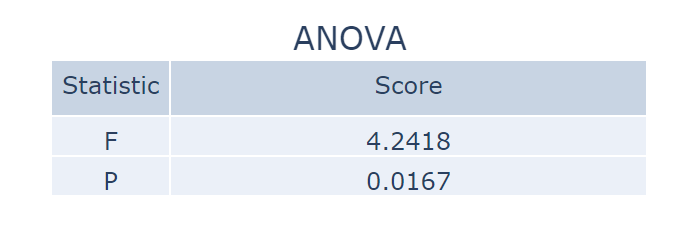 ANOVA
Statistic Score
F 4.2418
P 0.0167